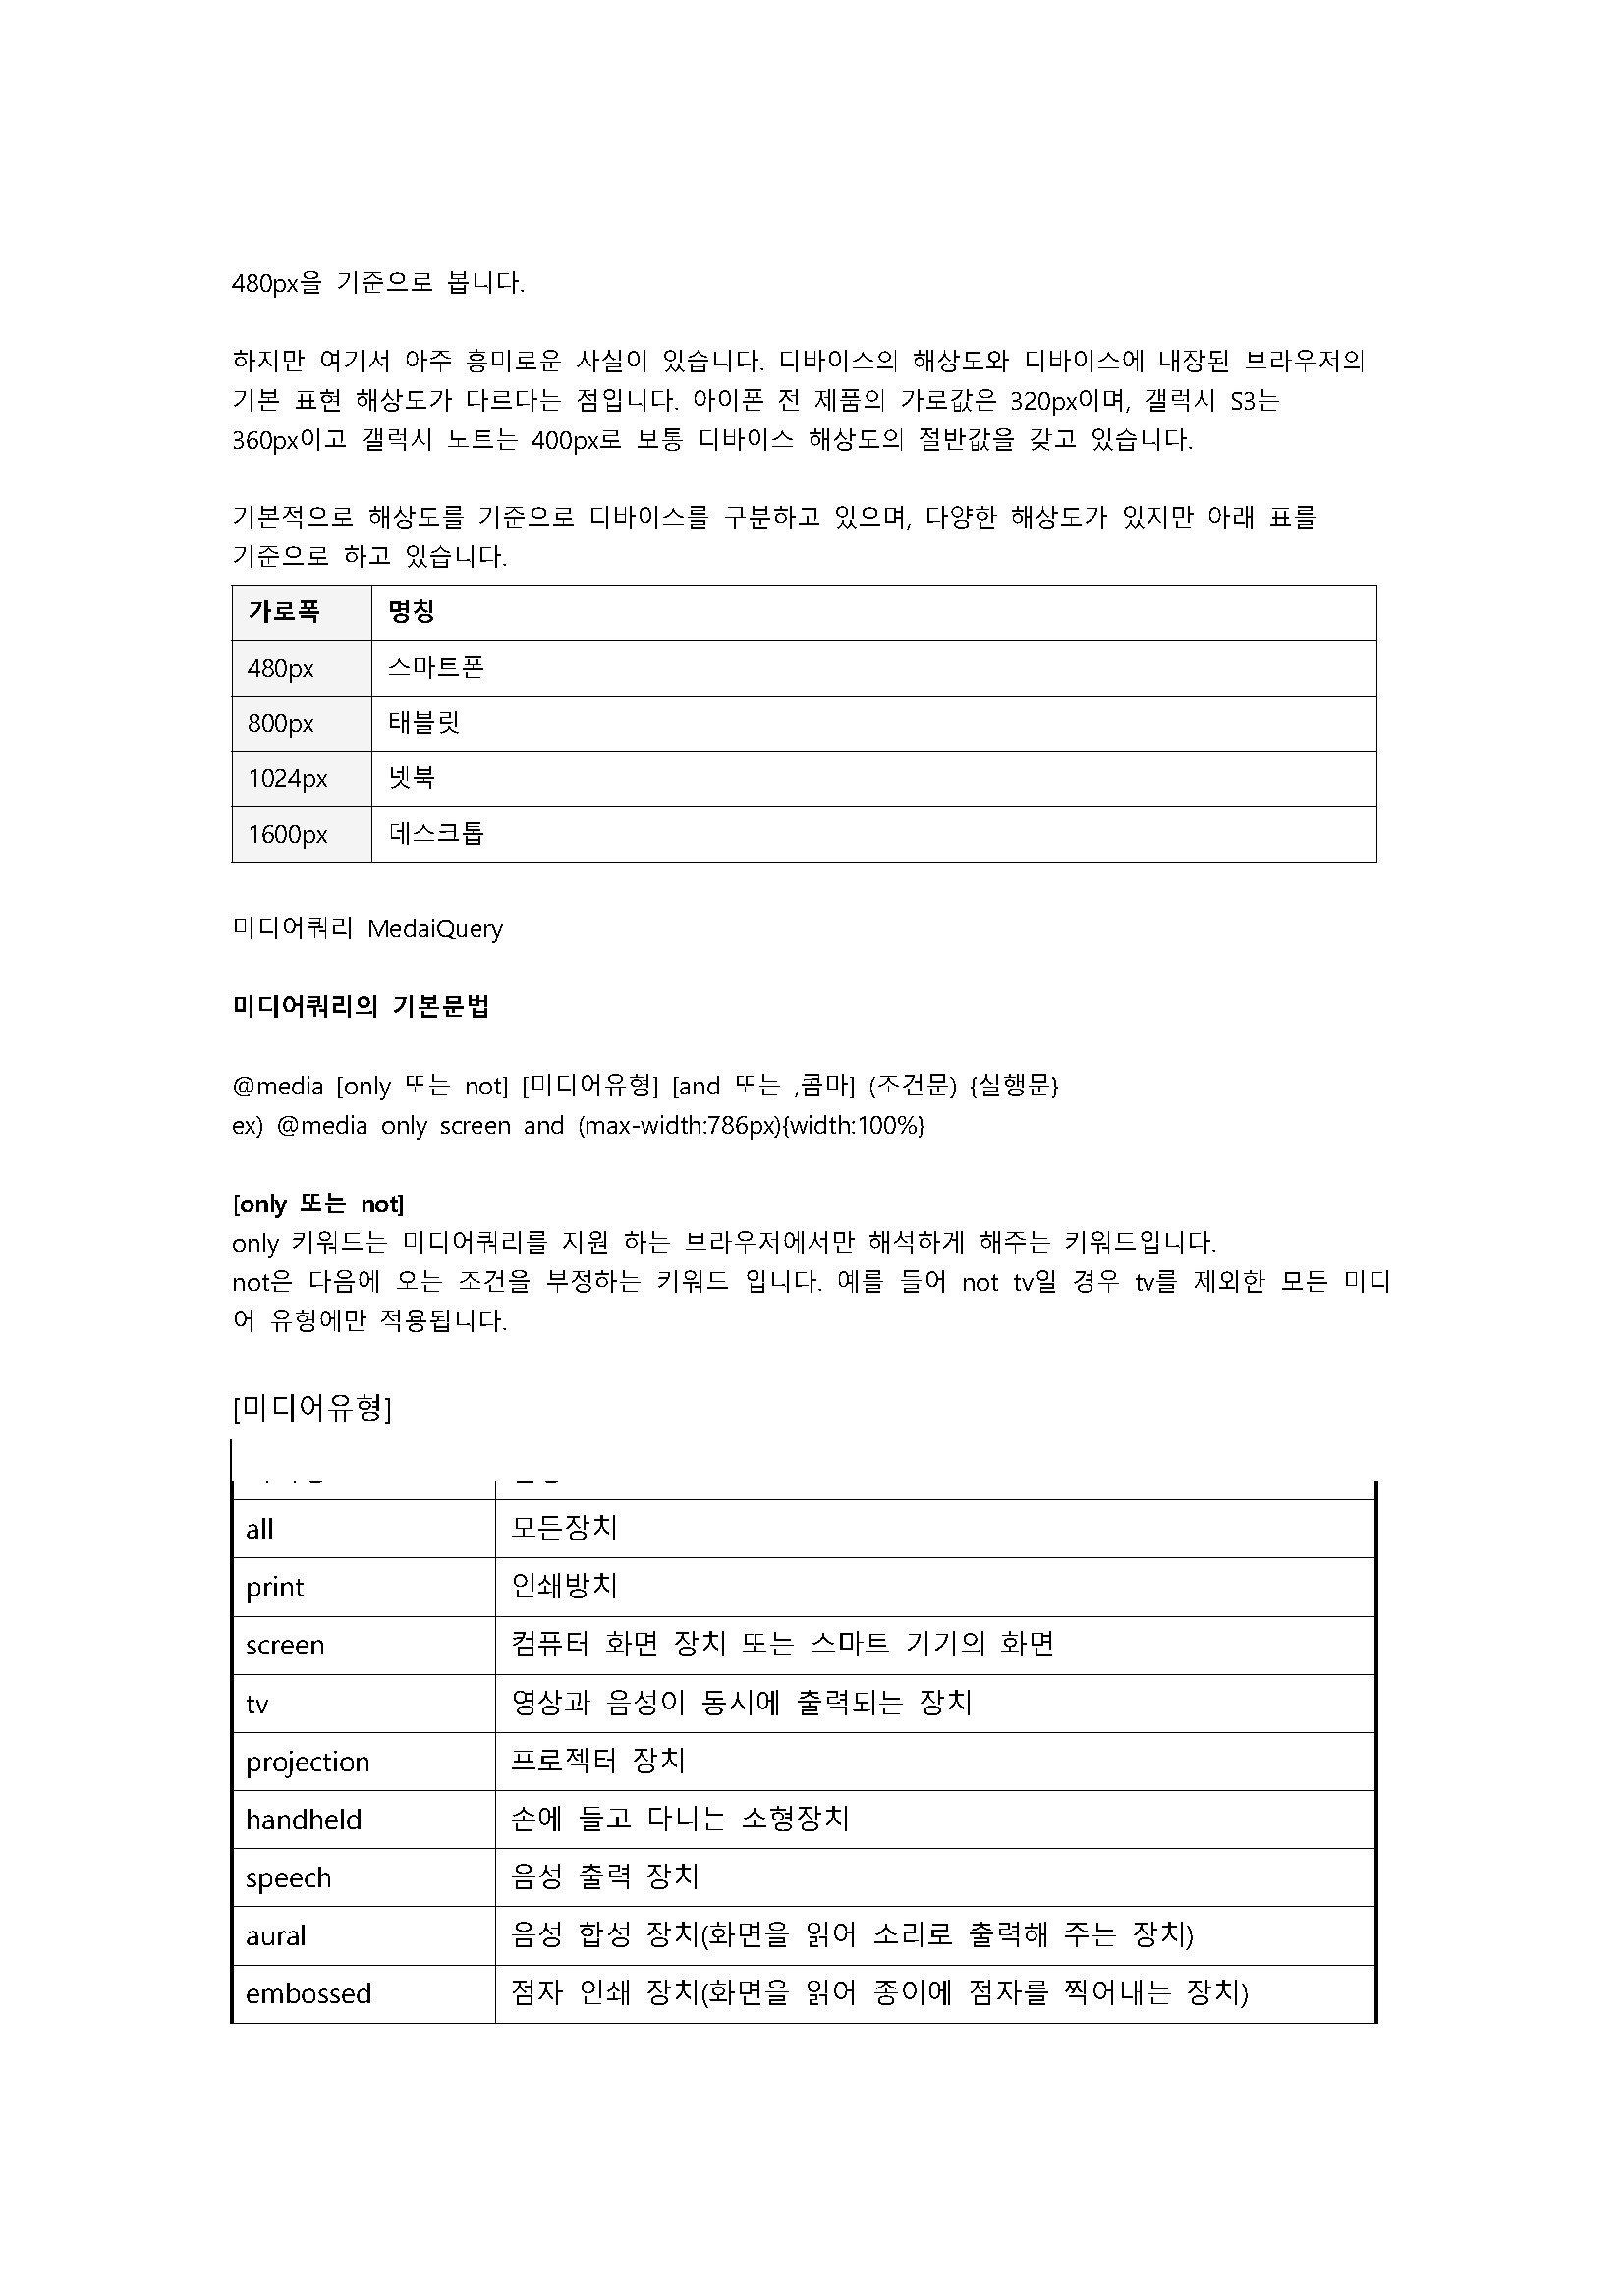 480px을 기준으로 봅니다.
하지만 여기서 아주 흥미로운 사실이 있습니다. 디바이스의 해상도와 디바이스에 내장된 브라우저의
기본 표현 해상도가 다르다는 점입니다. 아이폰 전 제품의 가로값은 320px이며, 갤럭시 S3는
360px이고 갤럭시 노트는 400px로 보통 디바이스 해상도의 절반값을 갖고 있습니다.
기본적으로 해상도를 기준으로 디바이스를 구분하고 있으며, 다양한 해상도가 있지만 아래 표를
기준으로 하고 있습니다.
가로폭 명칭
480px 스마트폰
800px 태블릿
1024px 넷북
1600px 데스크톱
미디어쿼리 MedaiQuery
미디어쿼리의 기본문법
@media [only 또는 not] [미디어유형] [and 또는 ,콤마] (조건문) {실행문}
ex) @media only screen and (max-width:786px){width:100%}
[only 또는 not]
only 키워드는 미디어쿼리를 지원 하는 브라우저에서만 해석하게 해주는 키워드입니다.
not은 다음에 오는 조건을 부정하는 키워드 입니다. 예를 들어 not tv일 경우 tv를 제외한 모든 미디
어 유형에만 적용됩니다.
[미디어유형]
all 모든장치
print 인쇄방치
screen 컴퓨터 화면 장치 또는 스마트 기기의 화면
tv 영상과 음성이 동시에 출력되는 장치
projection 프로젝터 장치
handheld 손에 들고 다니는 소형장치
speech 음성 출력 장치
aural 음성 합성 장치(화면을 읽어 소리로 출력해 주는 장치)
embossed 점자 인쇄 장치(화면을 읽어 종이에 점자를 찍어내는 장치)